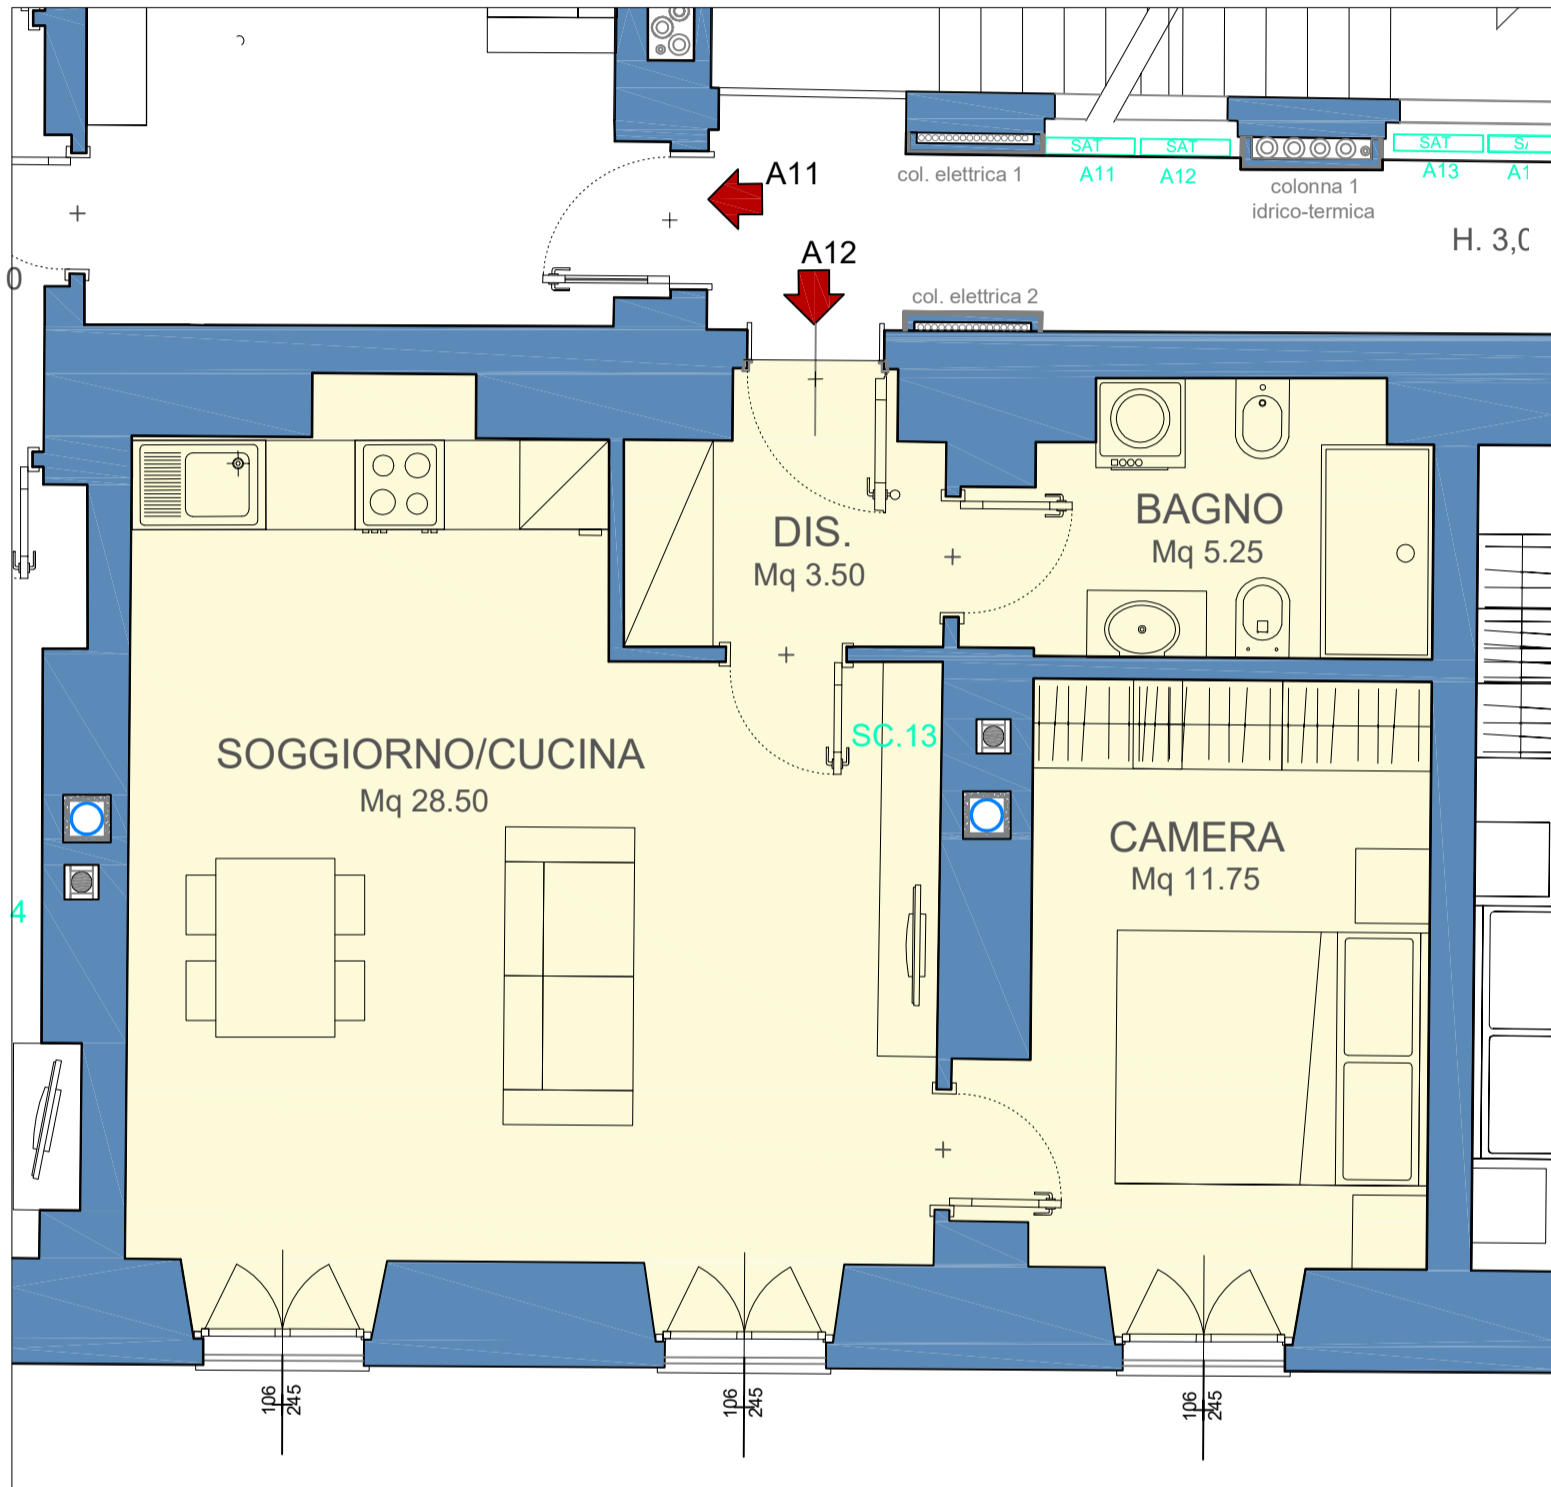 SAT
SAT
SAT
A11
col. elettrica 1
A11
A12
A13
colonna 1
idrico-termica
H. 3,0
A12
0
col. elettrica 2
BAGNO
Mq 5.25
DIS.
Mq 3.50
SC.13
SOGGIORNO/CUCINA
Mq 28.50
CAMERA
Mq 11.75
4
106
245
106
245
106
245